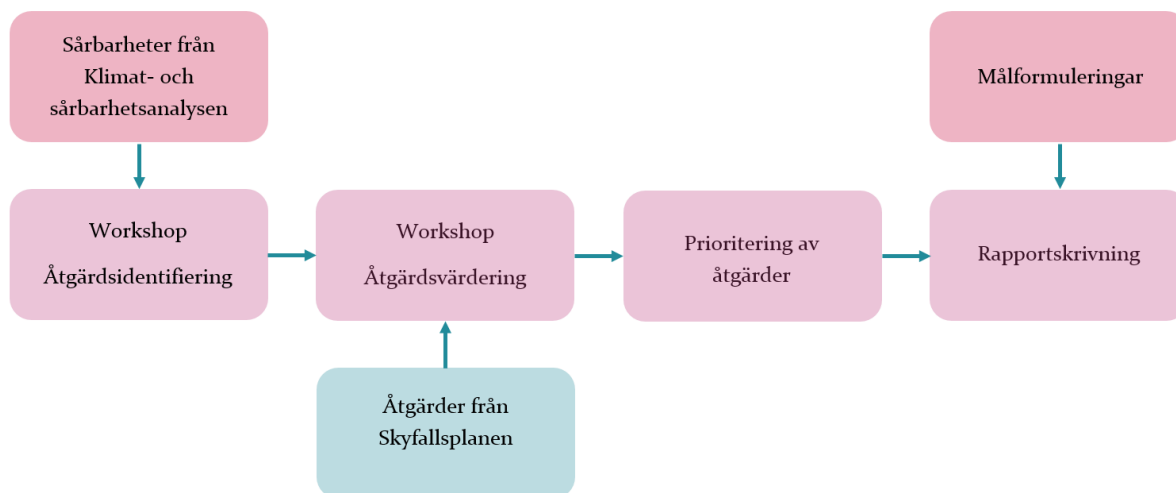 Sårbarheter från
Klimat- och
sårbarhetsanalysen
Målformuleringar
Workshop
Åtgärdsidentifiering
Workshop
Åtgärdsvärdering
Prioritering av
åtgärder
Rapportskrivning
Åtgärder från
Skyfallsplanen